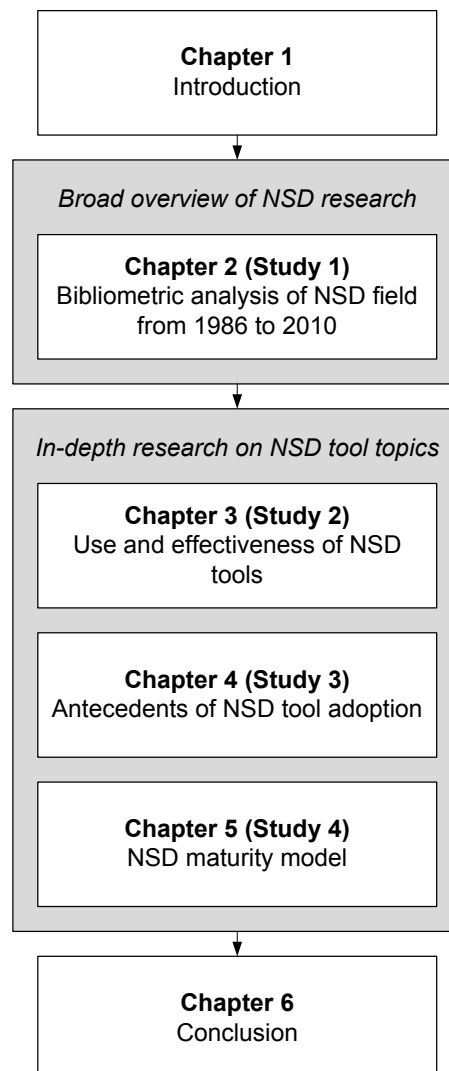 Chapter 1
Introduction
Broad overview of NSD research
Chapter 2 (Study 1)
Bibliometric analysis of NSD field
from 1986 to 2010
In-depth research on NSD tool topics
Chapter 3 (Study 2)
Use and effectiveness of NSD
tools
Chapter 4 (Study 3)
Antecedents of NSD tool adoption
Chapter 5 (Study 4)
NSD maturity model
Chapter 6
Conclusion